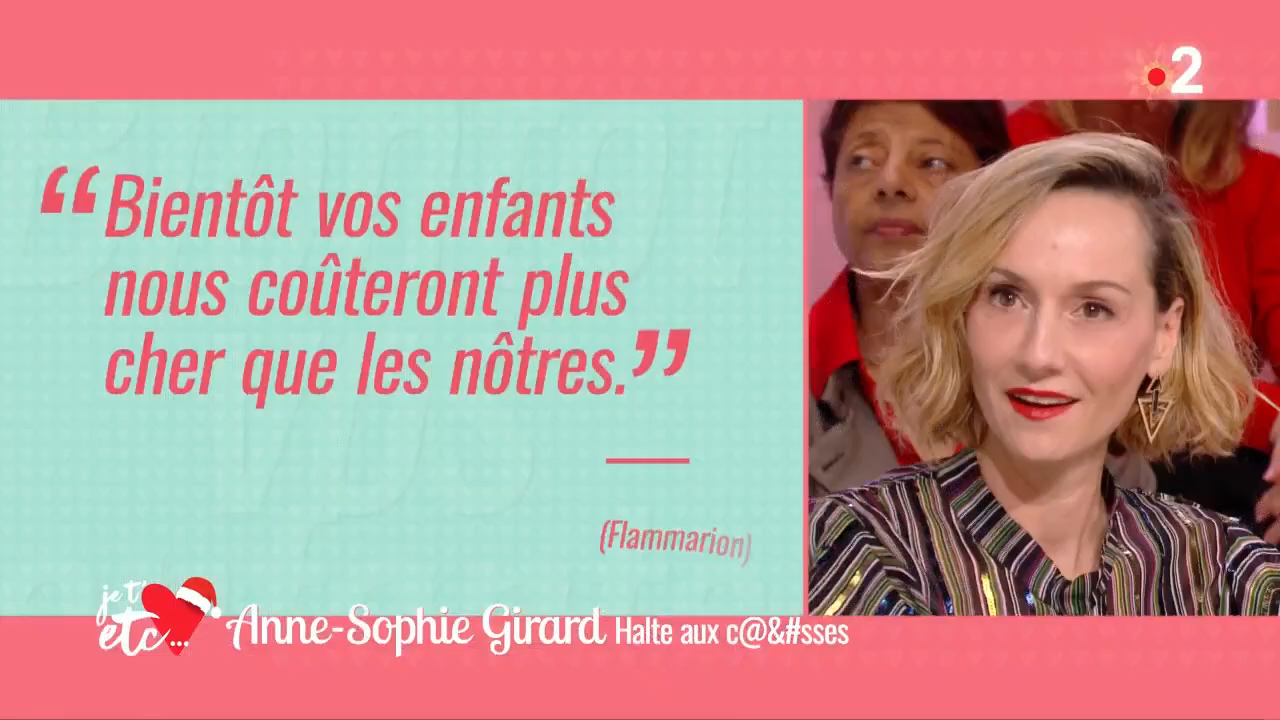 2
“Bientôt vos enfants
nous coûteront plus
cher que les nôtres.”
(Flammarion)
je t'
etc...
Anne-Sophie Girard Halte aux c@&#sses